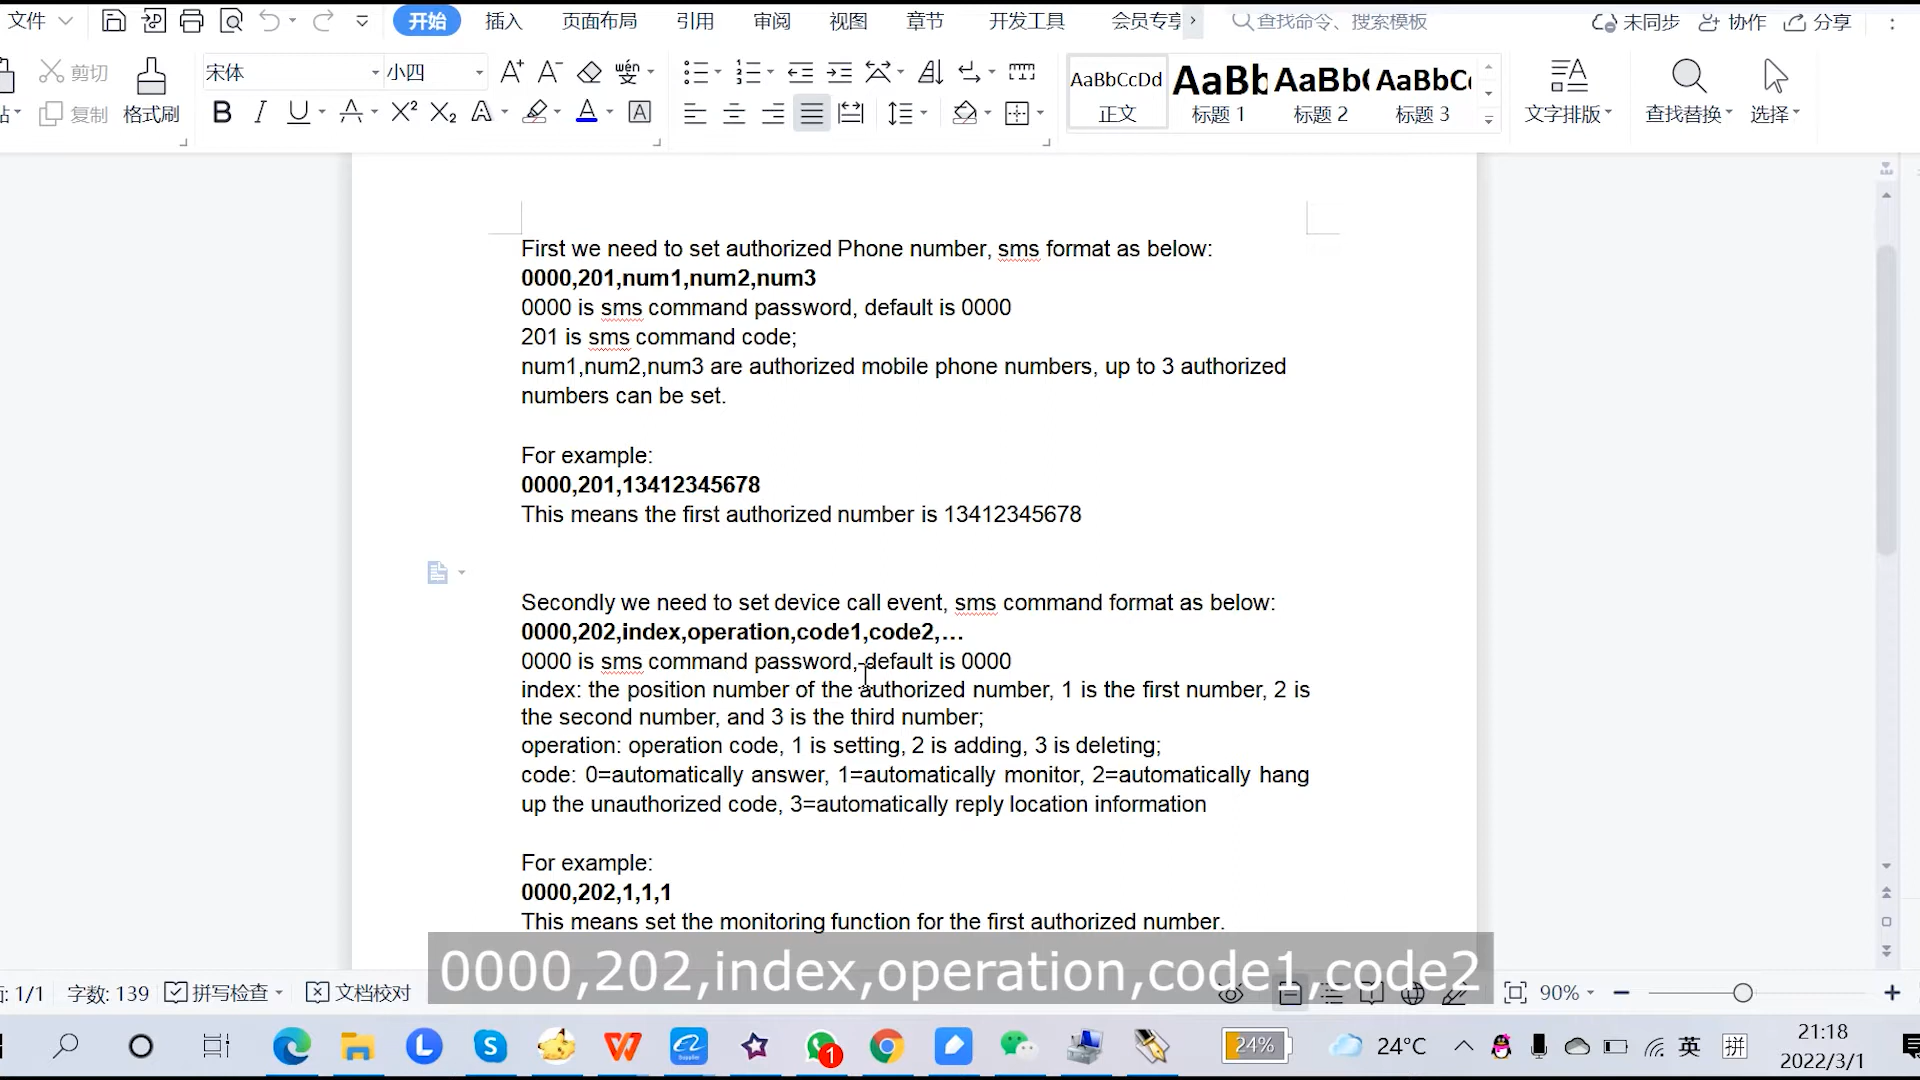 文件
开始
插入
页面布局
引用
审阅
视图
章节
开发工具
会员专享
查找命令、搜索模板
未同步
协作
分享
剪切
复制
格式刷
宋体
小四
AaBbCcDd
正文
AaBb
标题 1
AaBb(
标题 2
AaBbC
标题 3
文字排版
查找替换
选择
First we need to set authorized Phone number, sms format as below:
0000,201,num1,num2,num3
0000 is sms command password, default is 0000
201 is sms command code;
num1,num2,num3 are authorized mobile phone numbers, up to 3 authorized
numbers can be set.
For example:
0000,201,13412345678
This means the first authorized number is 13412345678
Secondly we need to set device call event, sms command format as below:
0000,202,index,operation,code1,code2,…
0000 is sms command password, default is 0000
index: the position number of the authorized number, 1 is the first number, 2 is
the second number, and 3 is the third number;
operation: operation code, 1 is setting, 2 is adding, 3 is deleting;
code: 0=automatically answer, 1=automatically monitor, 2=automatically hang
up the unauthorized code, 3=automatically reply location information
For example:
0000,202,1,1,1
This means set the monitoring function for the first authorized number.
0000,202,index,operation,code1,code2
: 1/1
字数: 139
拼写检查
文档校对
90%
24%
24°C
英
拼
21:18
2022/3/1